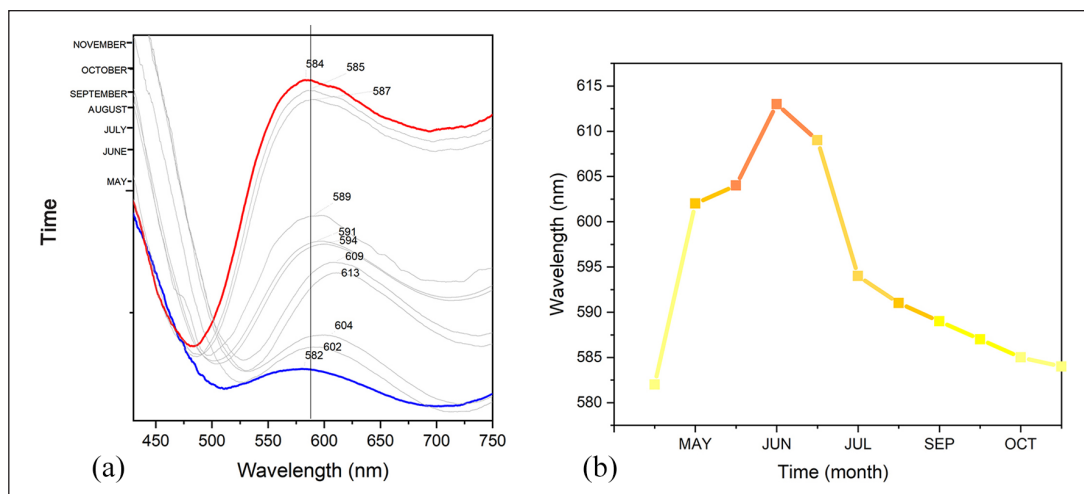 NOVEMBER
OCTOBER
SEPTEMBER
AUGUST
JULY
JUNE
MAY
Time
584
585
587
589
591
594
609
613
604
602
582
450 500 550 600 650 700 750
Wavelength (nm)
(a)
615
610
605
600
595
590
585
580
Wavelength (nm)
MAY JUN JUL SEP OCT
Time (month)
(b)